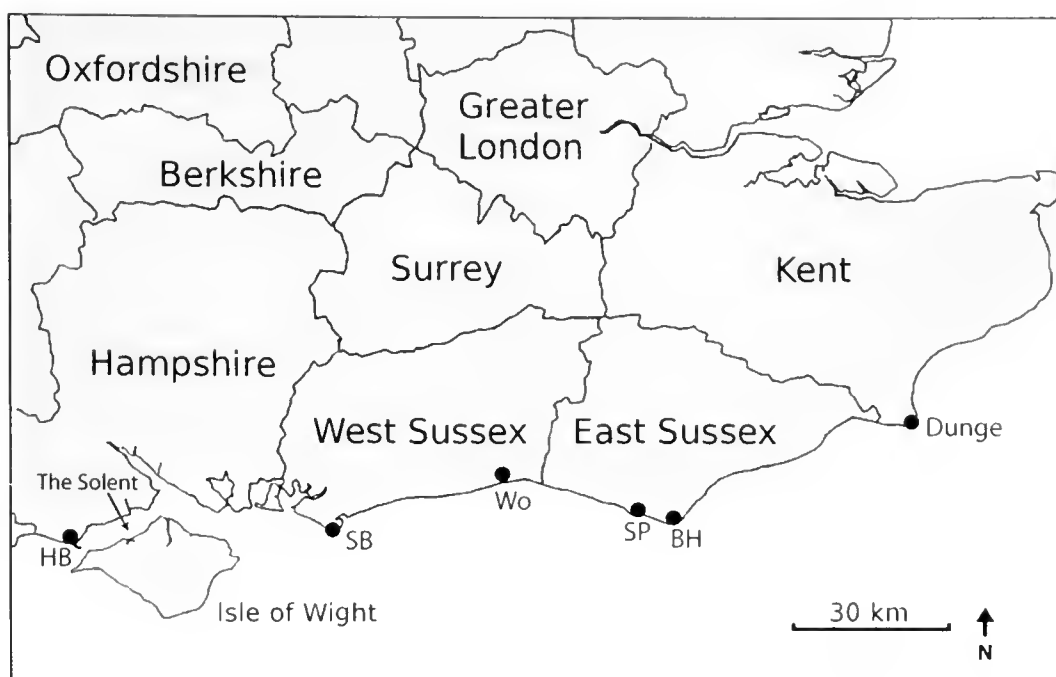 Oxfordshire
Greater
London
Berkshire
Surrey
Kent
Hampshire
West Sussex
East Sussex
Dunge
The Solent
Wo
SP
BH
HB
SB
Isle of Wight
30 km
N